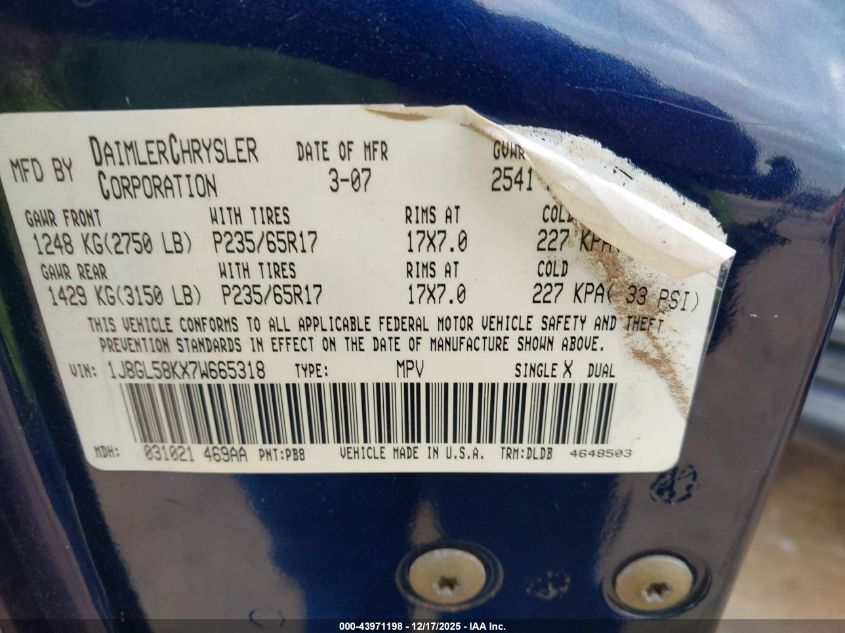 MFD BY DAIMLERCHRYSLER CORPORATION DATE OF MFR 3-07 GVWR 2541
GAWR FRONT WITH TIRES RIMS AT COLD
1248 KG(2750 LB) P235/65R17 17X7.0 227 KPA(
GAWR REAR WITH TIRES RIMS AT COLD
1429 KG(3150 LB) P235/65R17 17X7.0 227 KPA( 33 PSI)
THIS VEHICLE CONFORMS TO ALL APPLICABLE FEDERAL MOTOR VEHICLE SAFETY AND THEFT
PREVENTION STANDARDS IN EFFECT ON THE DATE OF MANUFACTURE SHOWN ABOVE.
VIN: 1J8GL58KX7W665318 TYPE: MPV SINGLE X DUAL
MDH: 031021 469AA PNT:PB8 VEHICLE MADE IN U.S.A. TRM:DLDB 4648503
000-43971198 - 12/17/2025 - IAA Inc.